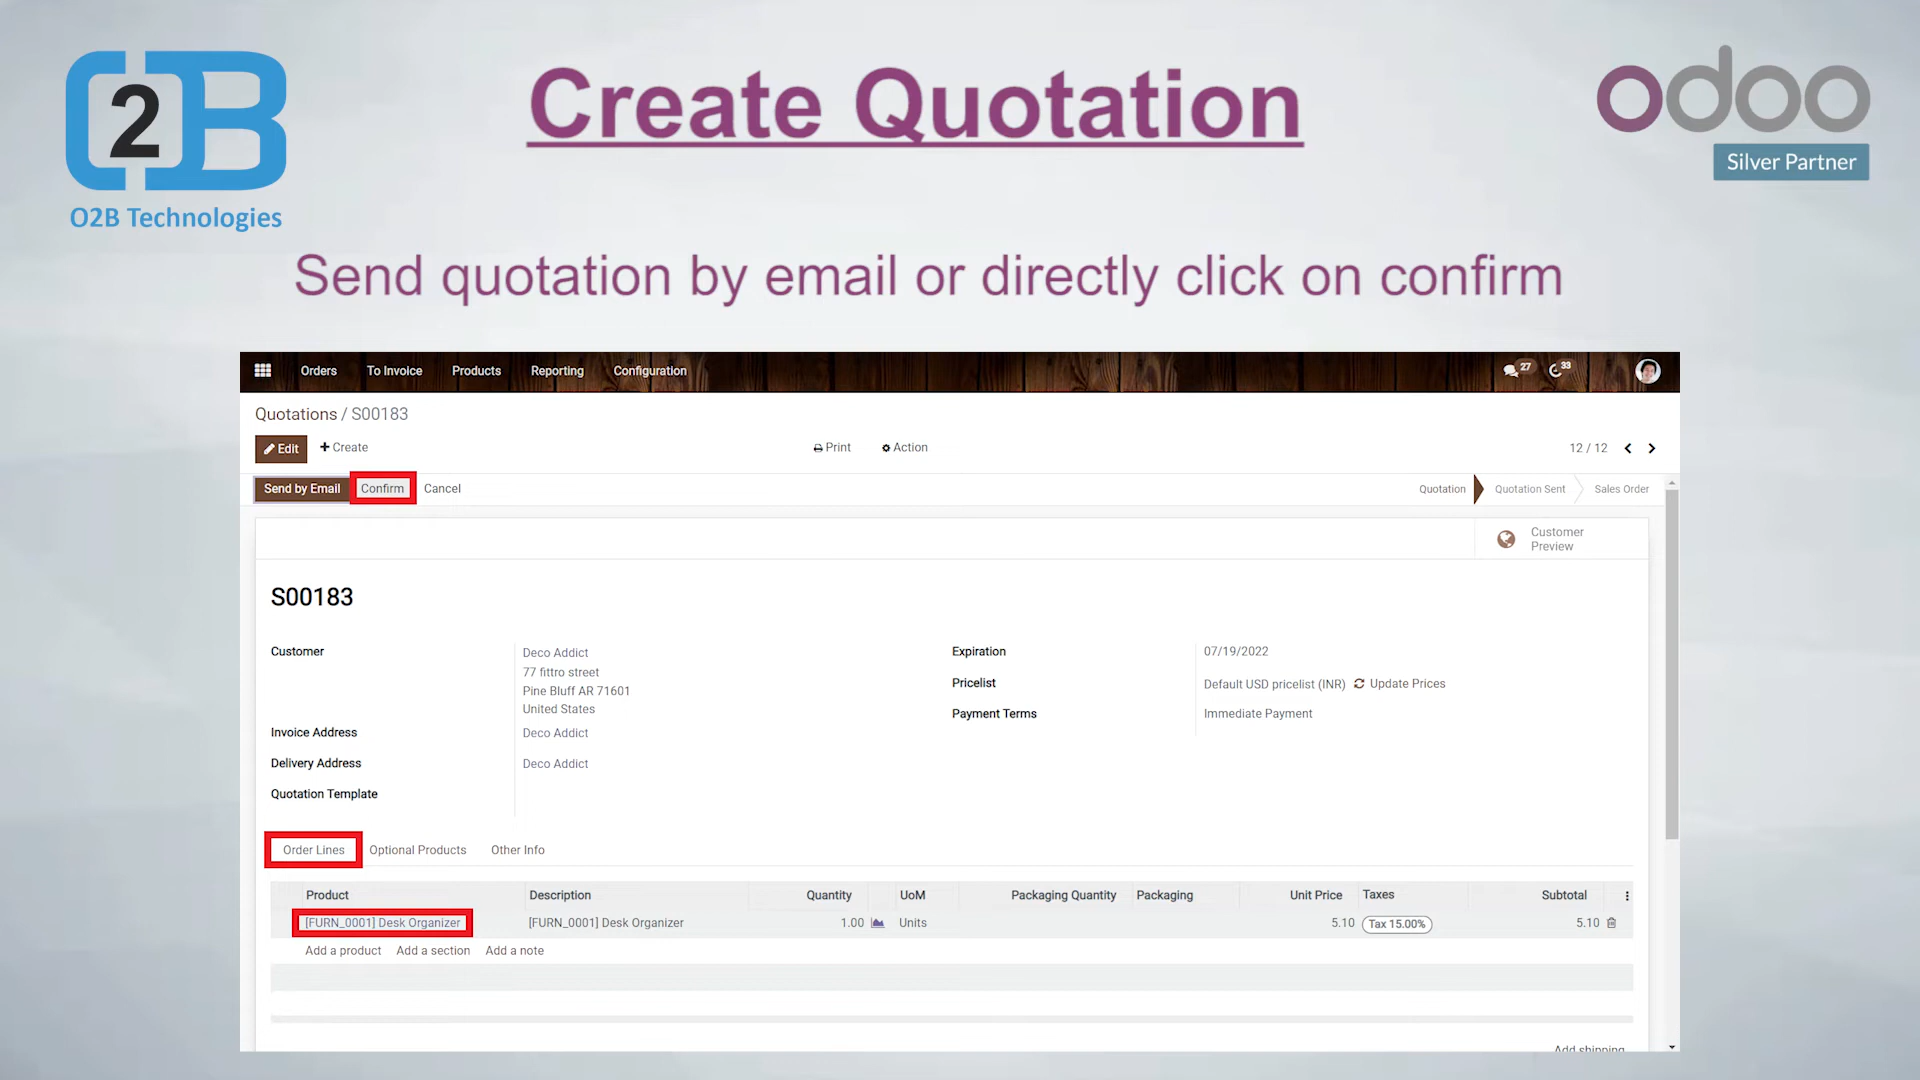 O2B
O2B Technologies
Create Quotation
odoo
Silver Partner
Send quotation by email or directly click on confirm
Orders To Invoice Products Reporting Configuration 27 33
Quotations / S00183
Edit Create Print Action 12 / 12
Send by Email Confirm Cancel Quotation Quotation Sent Sales Order
Customer
Preview
S00183
Customer Deco Addict Expiration 07/19/2022
77 fittro street
Pine Bluff AR 71601 Pricelist Default USD pricelist (INR) Update Prices
United States Payment Terms Immediate Payment
Invoice Address Deco Addict
Delivery Address Deco Addict
Quotation Template
Order Lines Optional Products Other Info
Product Description Quantity UoM Packaging Quantity Packaging Unit Price Taxes Subtotal
[FURN_0001] Desk Organizer [FURN_0001] Desk Organizer 1.00 Units 5.10 Tax 15.00% 5.10
Add a product Add a section Add a note
Add shipping